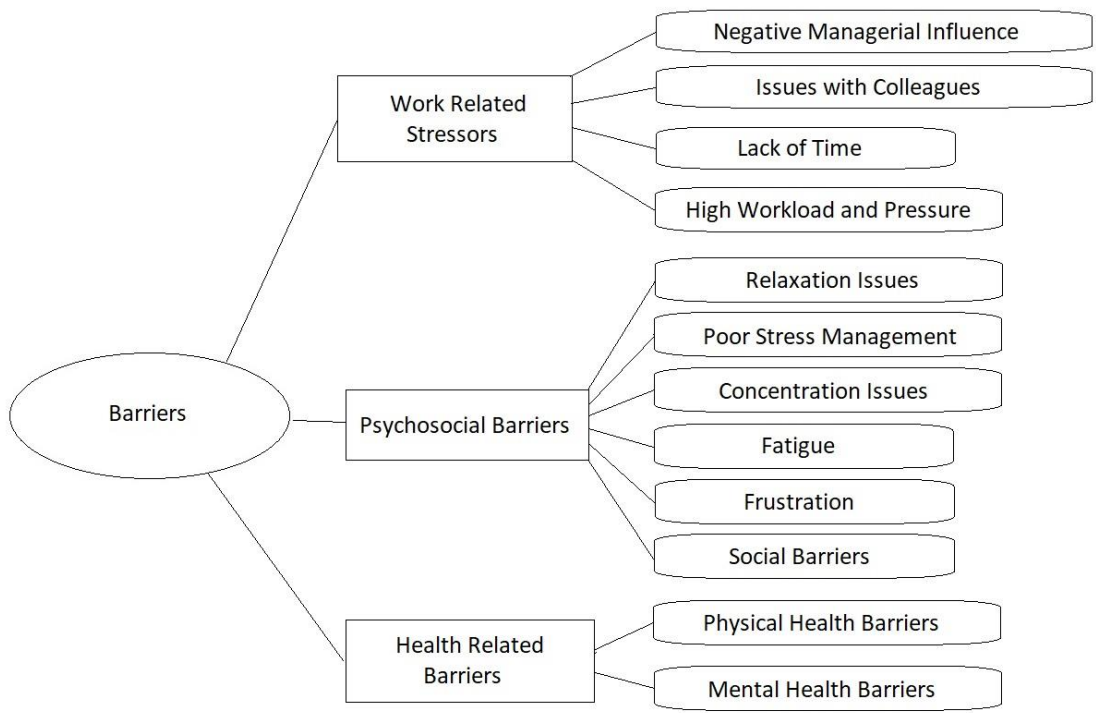 Negative Managerial Influence
Issues with Colleagues
Work Related
Stressors
Lack of Time
High Workload and Pressure
Relaxation Issues
Poor Stress Management
Concentration Issues
Barriers
Psychosocial Barriers
Fatigue
Frustration
Social Barriers
Physical Health Barriers
Health Related
Barriers
Mental Health Barriers